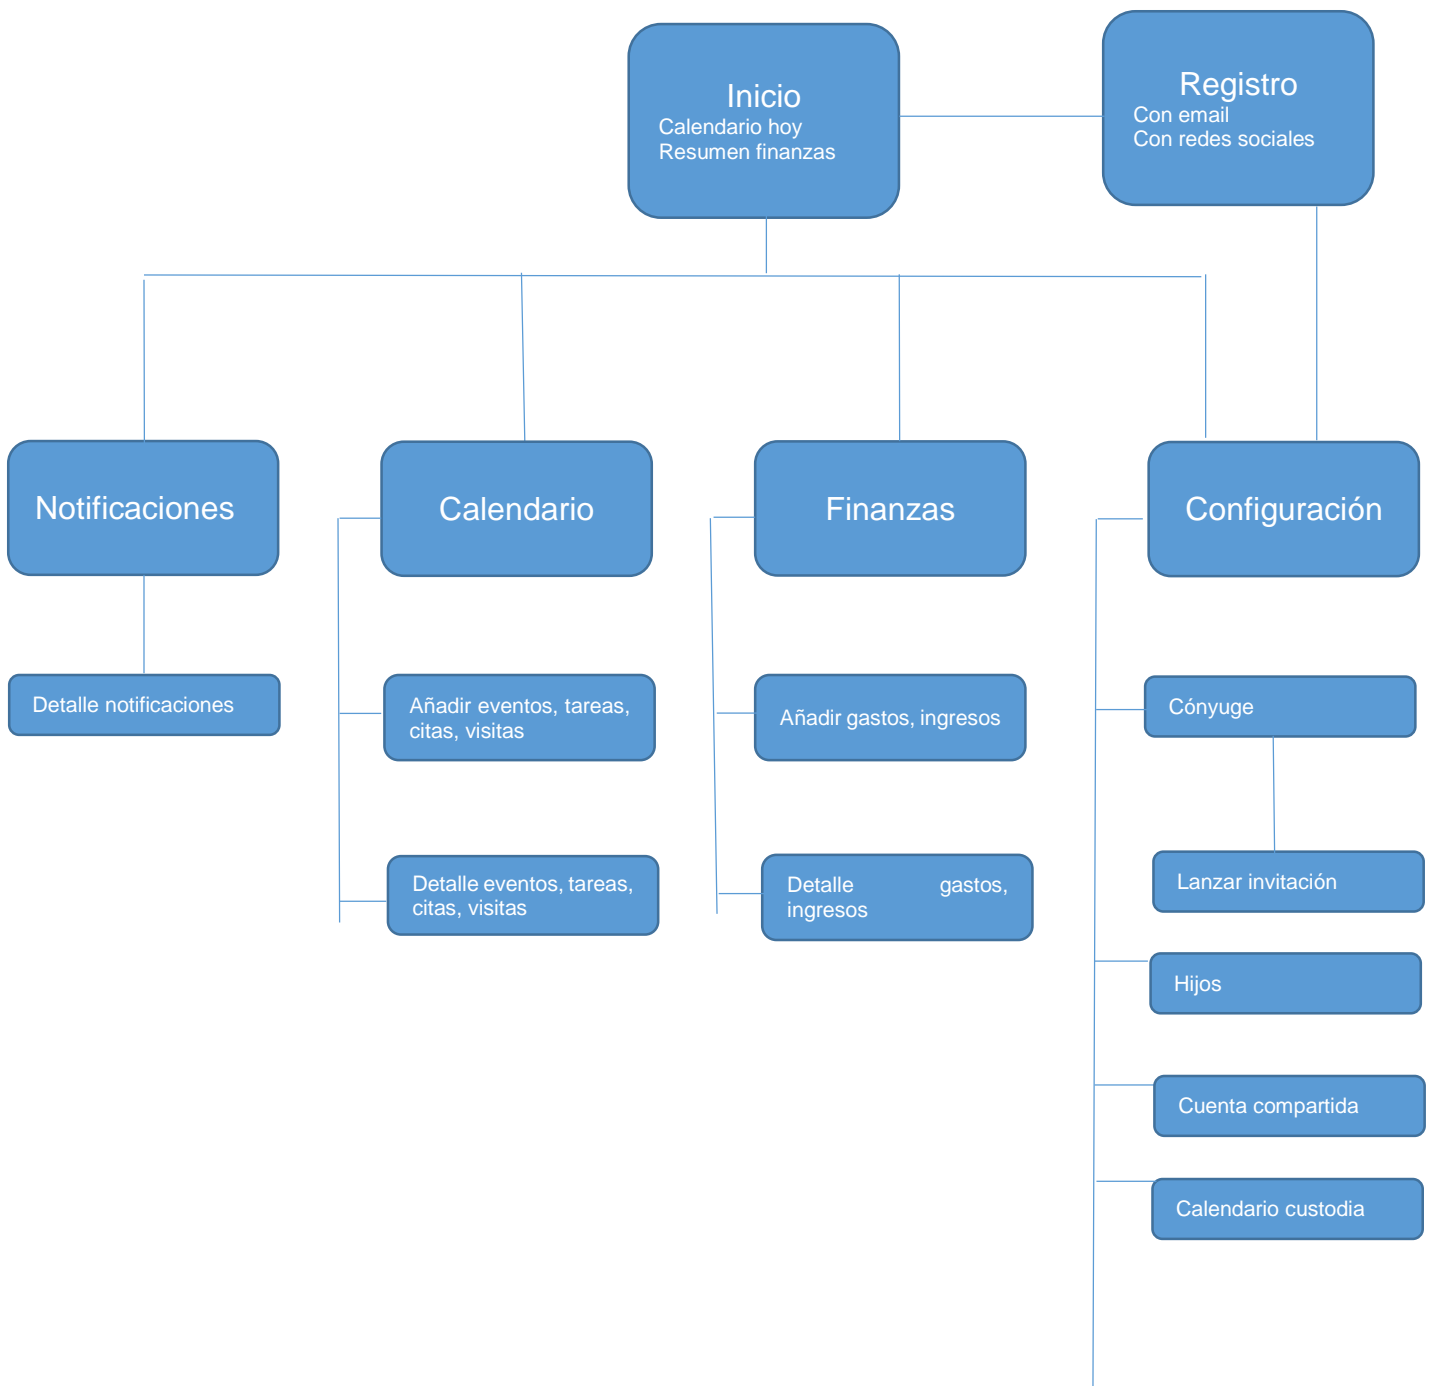 Inicio
Calendario hoy
Resumen finanzas
Registro
Con email
Con redes sociales
Notificaciones
Calendario
Finanzas
Configuración
Detalle notificaciones
Añadir eventos, tareas,
citas, visitas
Añadir gastos, ingresos
Cónyuge
Detalle eventos, tareas,
citas, visitas
Detalle gastos,
ingresos
Lanzar invitación
Hijos
Cuenta compartida
Calendario custodia